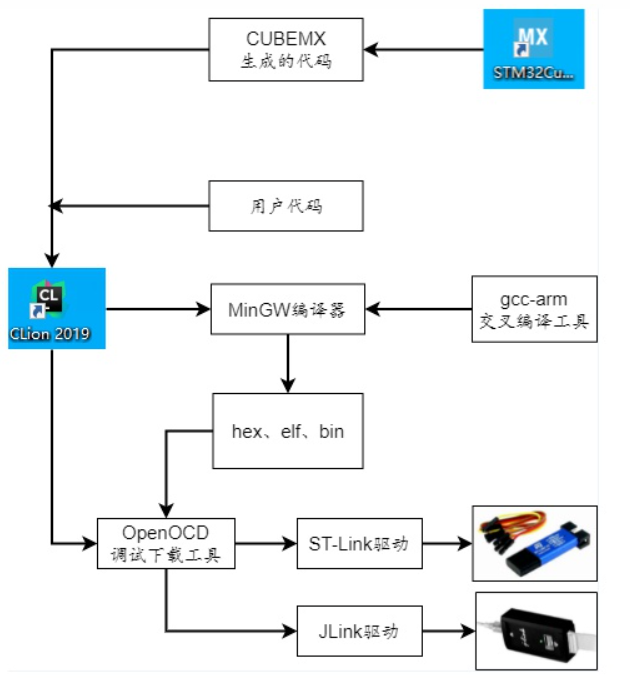 CUBEMX
生成的代码
MX
STM32Cu...
用户代码
CL
CLion 2019
MinGW编译器
gcc-arm
交叉编译工具
hex、elf、bin
OpenOCD
调试下载工具
ST-Link驱动
JLink驱动